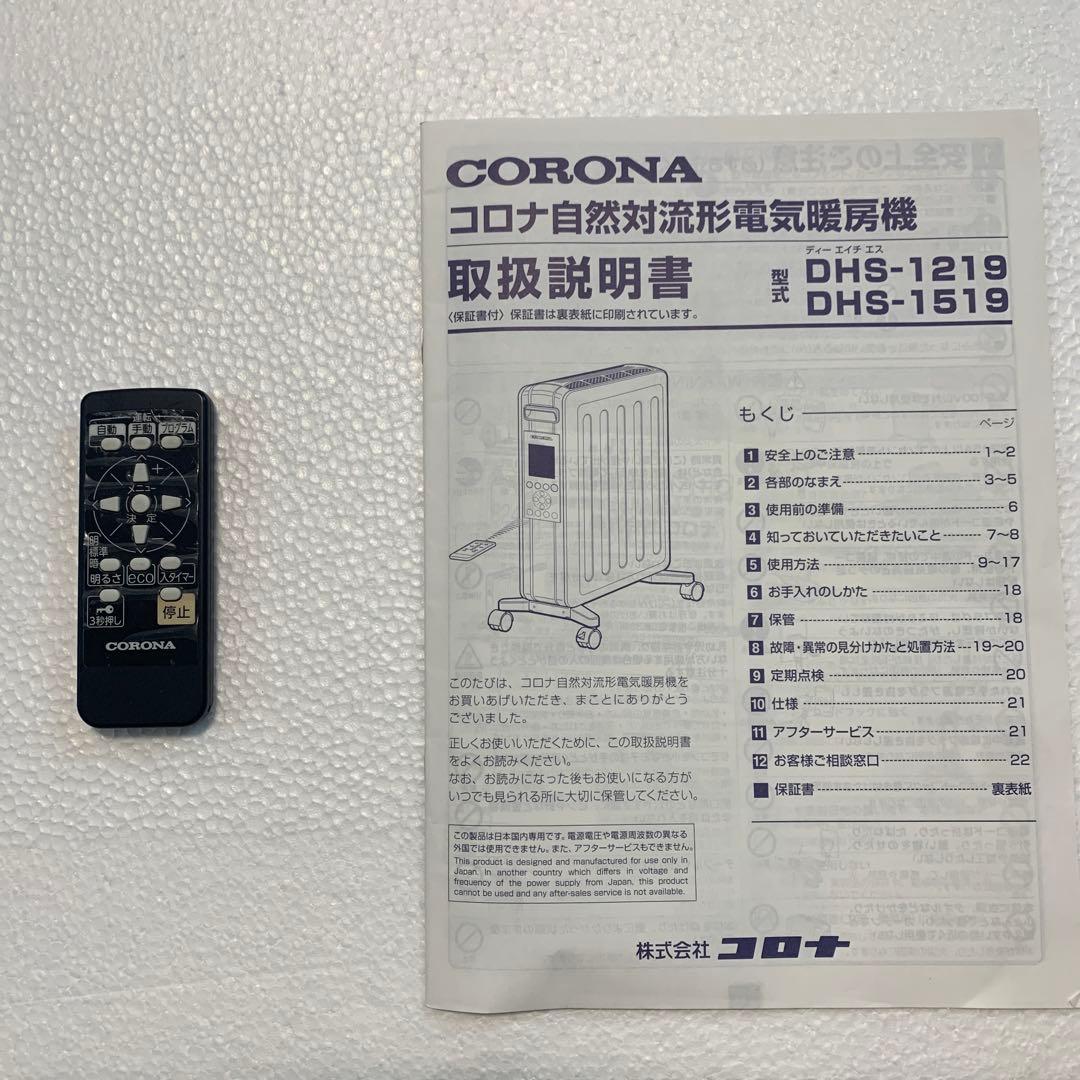 運転
自動 手動 プログラム
+
メニュー
決定
明
標準
暗
明るさ eco 入タイマー
3秒押し 停止
CORONA
CORONA
コロナ自然対流形電気暖房機
取扱説明書
〈保証書付〉保証書は裏表紙に印刷されています。
型式
ディー エイチ エス
DHS-1219
DHS-1519
もくじ
ページ
1 安全上のご注意 1〜2
2 各部のなまえ 3〜5
3 使用前の準備 6
4 知っておいていただきたいこと 7〜8
5 使用方法 9〜17
6 お手入れのしかた 18
7 保管 18
8 故障・異常の見分けかたと処置方法 19〜20
9 定期点検 20
10 仕様 21
11 アフターサービス 21
12 お客様ご相談窓口 22
保証書 裏表紙
このたびは、コロナ自然対流形電気暖房機を
お買いあげいただき、まことにありがとう
ございました。
正しくお使いいただくために、この取扱説明書
をよくお読みください。
なお、お読みになった後もお使いになる方が
いつでも見られる所に大切に保管してください。
この製品は日本国内専用です。電源電圧や電源周波数の異なる
外国では使用できません。また、アフターサービスもできません。
This product is designed and manufactured for use only in
Japan. In another country which differs in voltage and
frequency of the power supply from Japan, this product
cannot be used and any after-sales service is not available.
株式会社 コロナ